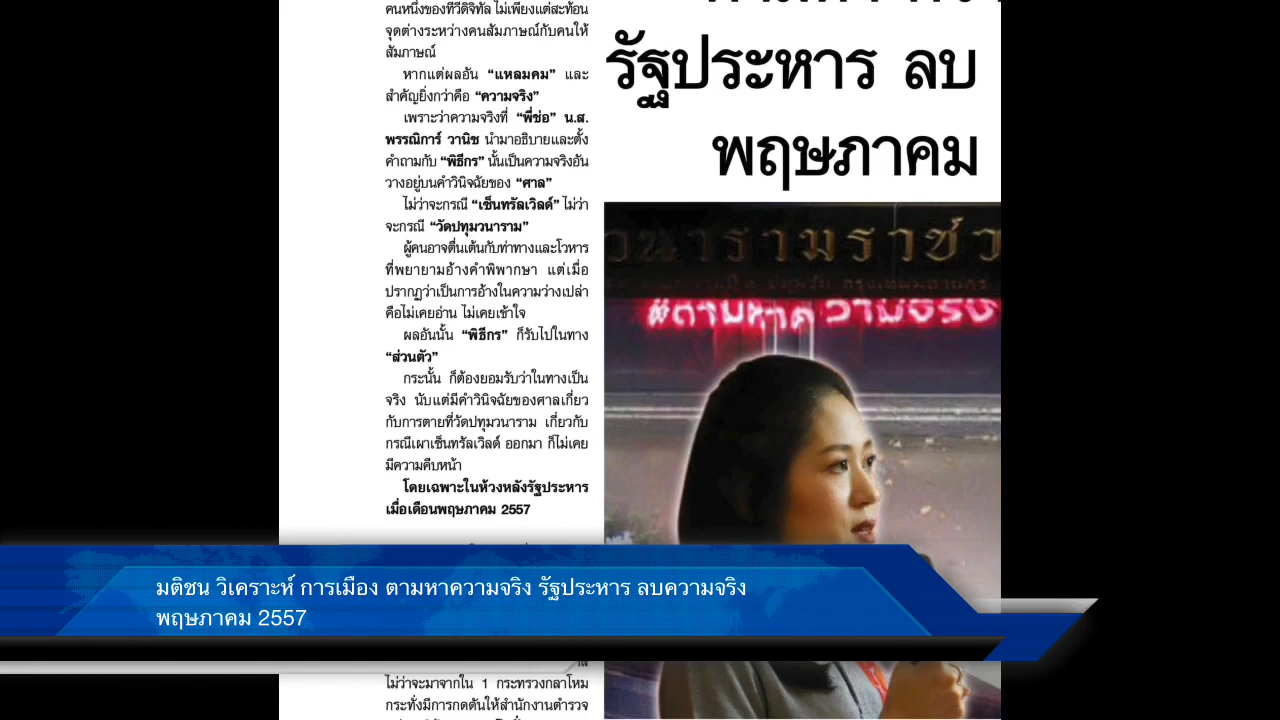 คนหนึ่งของทีวีดิจิทัล ไม่เพียงแต่สะท้อน
จุดต่างระหว่างคนสัมภาษณ์กับคนให้
สัมภาษณ์
หากแต่ผลอัน “แหลมคม” และ
สำคัญยิ่งกว่าคือ “ความจริง”
เพราะว่าความจริงที่ “พี่ช่อ” น.ส.
พรรณิการ์ วานิช นำมาอธิบายและตั้ง
คำถามกับ “พิธีกร” นั้นเป็นความจริงอัน
วางอยู่บนคำวินิจฉัยของ “ศาล”
ไม่ว่าจะกรณี “เซ็นทรัลเวิลด์” ไม่ว่า
จะกรณี “วัดปทุมวนาราม”
ผู้คนอาจตื่นเต้นกับท่าทางและโวหาร
ที่พยายามอ้างคำพิพากษา แต่เมื่อ
ปรากฏว่าเป็นการอ้างในความว่างเปล่า
คือไม่เคยอ่าน ไม่เคยเข้าใจ
ผลอันนั้น “พิธีกร” ก็รับไปในทาง
“ส่วนตัว”
กระนั้น ก็ต้องยอมรับว่าในทางเป็น
จริง นับแต่มีคำวินิจฉัยของศาลเกี่ยว
กับการตายที่วัดปทุมวนาราม เกี่ยวกับ
กรณีเผาเซ็นทรัลเวิลด์ ออกมา ก็ไม่เคย
มีความคืบหน้า
โดยเฉพาะในห้วงหลังรัฐประหาร
เมื่อเดือนพฤษภาคม 2557
ไม่ว่าจะมาจากใน 1 กระทรวงกลาโหม
กระทั่งมีการกดดันให้สำนักงานตำรวจ
รัฐประหาร ลบ
พฤษภาคม
วนารามราชว
#ตามหาความจริง
มติชน วิเคราะห์ การเมือง ตามหาความจริง รัฐประหาร ลบความจริง
พฤษภาคม 2557